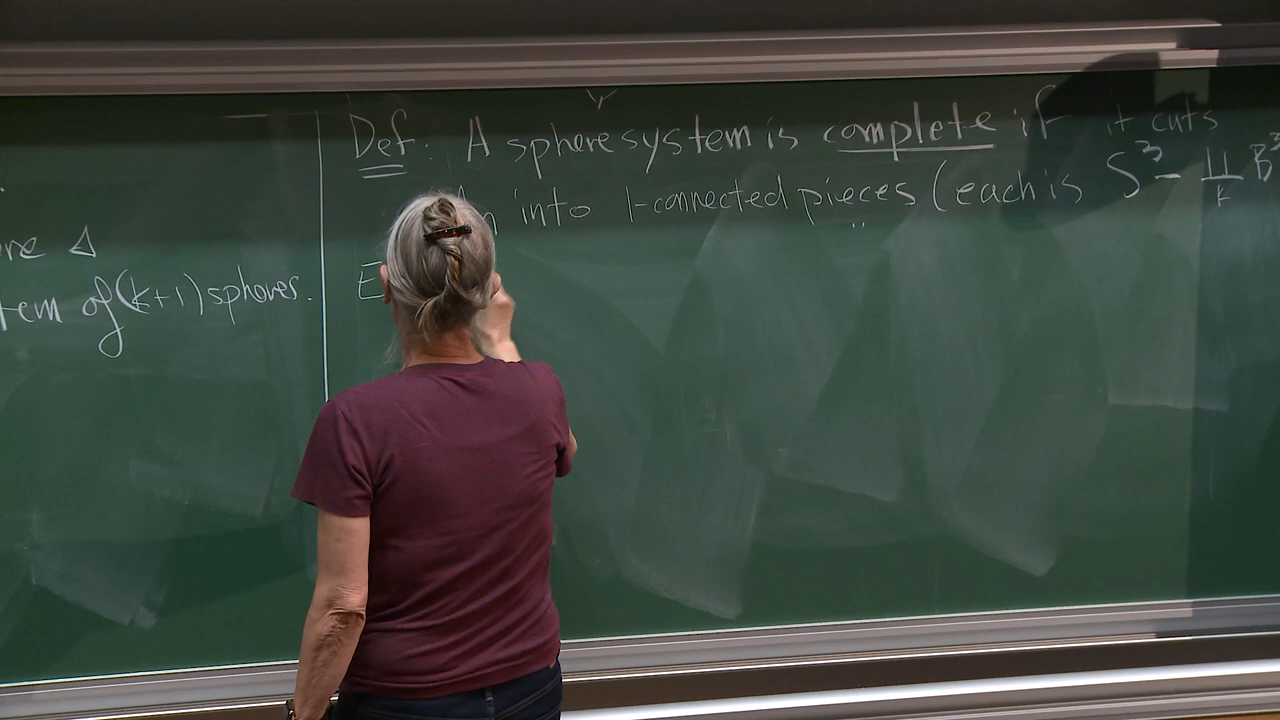 re Δ
tem of (k+1) spheres.
Def: A sphere system is complete if it cuts
n into 1-connected pieces (each is S³ - ∐ₖ B³
E